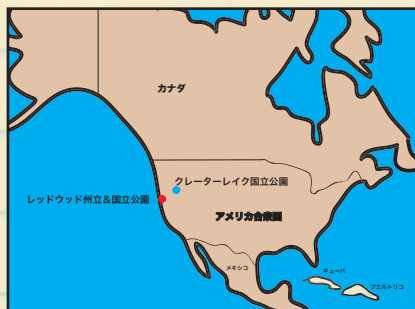 カナダ
クレーターレイク国立公園
レッドウッド州立&国立公園
アメリカ合衆国
メキシコ
キューバ
プエルトリコ